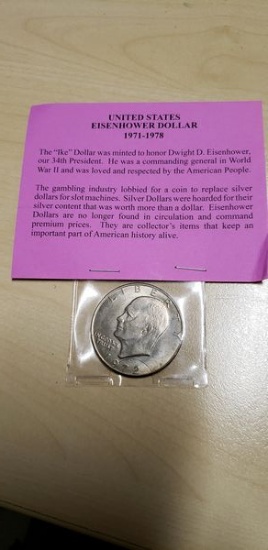 UNITED STATES
EISENHOWER DOLLAR
1971-1978
The "Ike" Dollar was minted to honor Dwight D. Eisenhower,
our 34th President. He was a commanding general in World
War II and was loved and respected by the American People.
The gambling industry lobbied for a coin to replace silver
dollars for slot machines. Silver Dollars were hoarded for their
silver content that was worth more than a dollar. Eisenhower
Dollars are no longer found in circulation and command
premium prices. They are collector's items that keep an
important part of American history alive.
LIBERTY